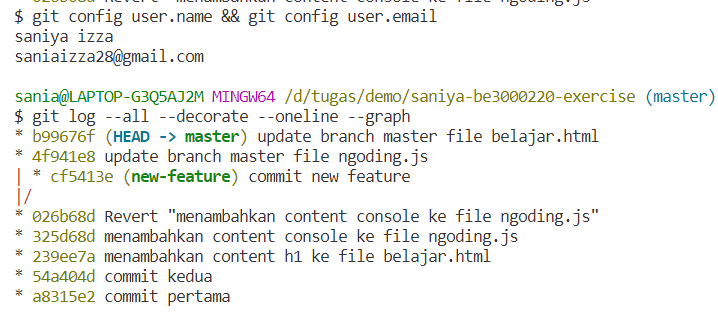 $ git config user.name && git config user.email
saniya izza
saniaizza28@gmail.com
sania@LAPTOP-G3Q5AJ2M MINGW64 /d/tugas/demo/saniya-be3000220-exercise (master)
$ git log --all --decorate --oneline --graph
* b99676f (HEAD -> master) update branch master file belajar.html
* 4f941e8 update branch master file ngoding.js
| * cf5413e (new-feature) commit new feature
|/
* 026b68d Revert "menambahkan content console ke file ngoding.js"
* 325d68d menambahkan content console ke file ngoding.js
* 239ee7a menambahkan content h1 ke file belajar.html
* 54a404d commit kedua
* a8315e2 commit pertama